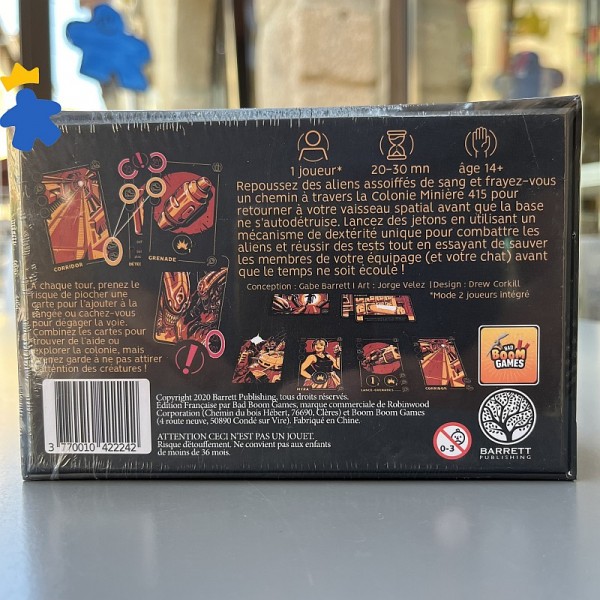 1 joueur*
20-30 mn
âge 14+
Repoussez des aliens assoiffés de sang et frayez-vous
un chemin à travers la Colonie Minière 415 pour
retourner à votre vaisseau spatial avant que la base
ne s'autodétruise. Lancez des jetons en utilisant un
mécanisme de dextérité unique pour combattre les
aliens et réussir des tests tout en essayant de sauver
les membres de votre équipage (et votre chat) avant
que le temps ne soit écoulé !
Conception : Gabe Barrett | Art : Jorge Velez | Design : Drew Corkill
*Mode 2 joueurs intégré
CORRIDOR
GRENADE
A chaque tour, prenez le
risque de piocher une
carte pour l'ajouter à la
rangée ou cachez-vous
pour dégager la voie.
Combinez les cartes pour
travailler de l'aide ou
explorer la colonie, mais
prenez garde à ne pas attirer
l'attention des créatures !
CORRIDOR
BAD
BOOM
GAMES
Copyright 2020 Barrett Publishing, tous droits réservés.
Edition Française par Bad Boom Games, marque commerciale de Robinwood
Corporation (Chemin du bois Hébert, 76690, Clères) et Boom Boom Games
(4 route neuve, 50890 Condé sur Vire). Fabriqué en Chine.
ATTENTION CECI N'EST PAS UN JOUET.
Risque d'étouffement. Ne convient pas aux enfants
de moins de 36 mois.
3 770010 422242
0-3
BARRETT
PUBLISHING